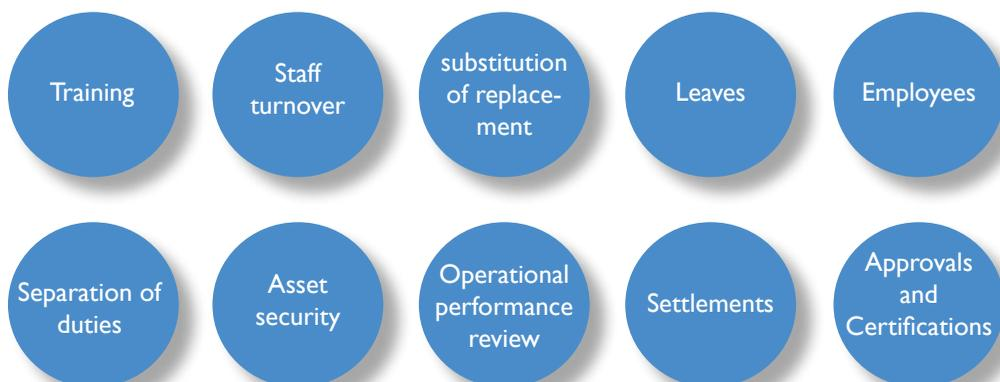 Training
Staff
turnover
substitution
of replace-
ment
Leaves
Employees
Separation of
duties
Asset
security
Operational
performance
review
Settlements
Approvals
and
Certifications